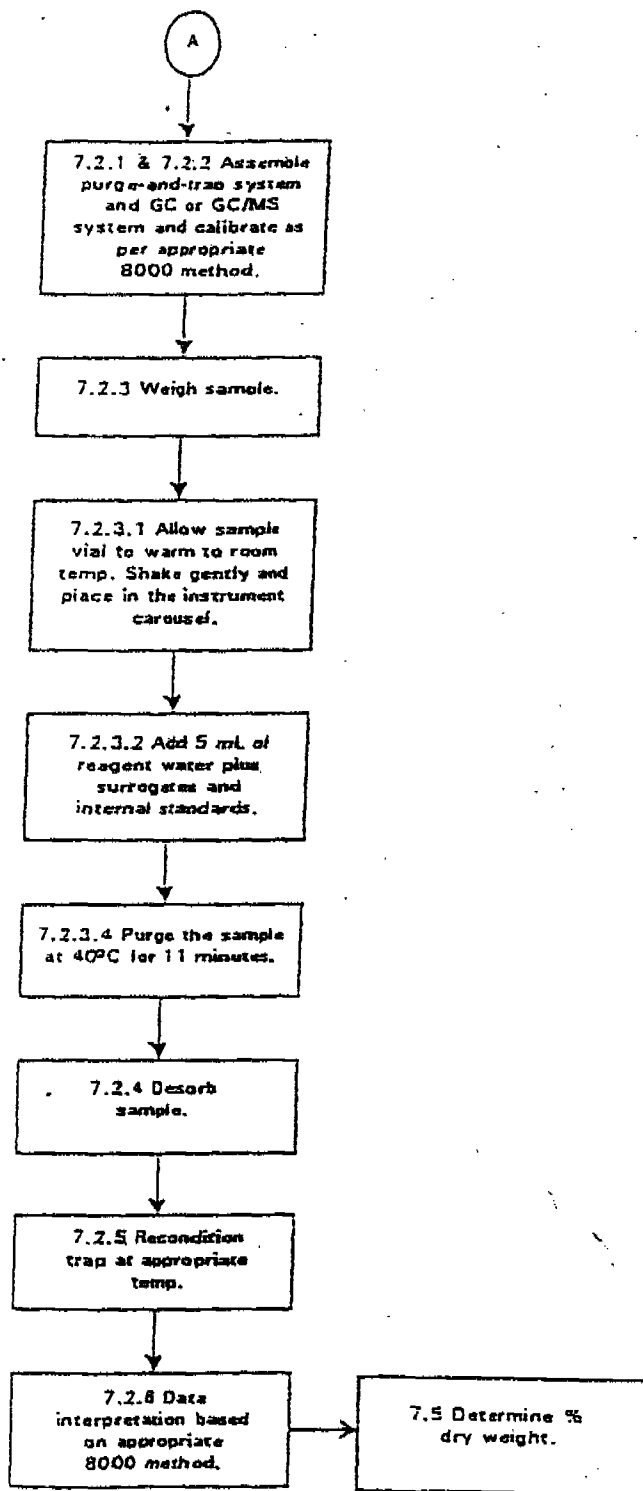 A
7.2.1 & 7.2.2 Assemble
purge-and-trap system
and GC or GC/MS
system and calibrate as
per appropriate
8000 method.
7.2.3 Weigh sample.
7.2.3.1 Allow sample
vial to warm to room
temp. Shake gently and
place in the instrument
carousel.
7.2.3.2 Add 5 mL of
reagent water plus
surrogates and
internal standards.
7.2.3.4 Purge the sample
at 40°C for 11 minutes.
7.2.4 Desorb
sample.
7.2.5 Recondition
trap at appropriate
temp.
7.2.6 Data
interpretation based
on appropriate
8000 method.
7.5 Determine %
dry weight.